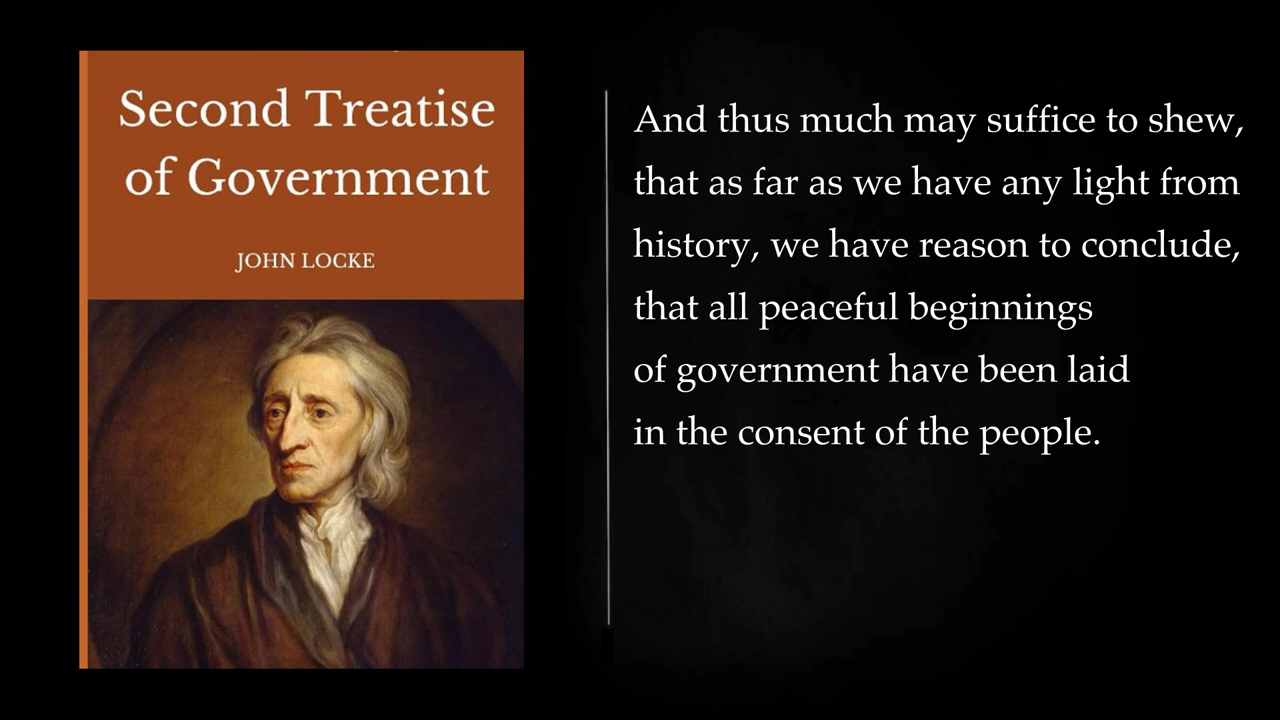 Second Treatise
of Government
JOHN LOCKE
And thus much may suffice to shew,
that as far as we have any light from
history, we have reason to conclude,
that all peaceful beginnings
of government have been laid
in the consent of the people.